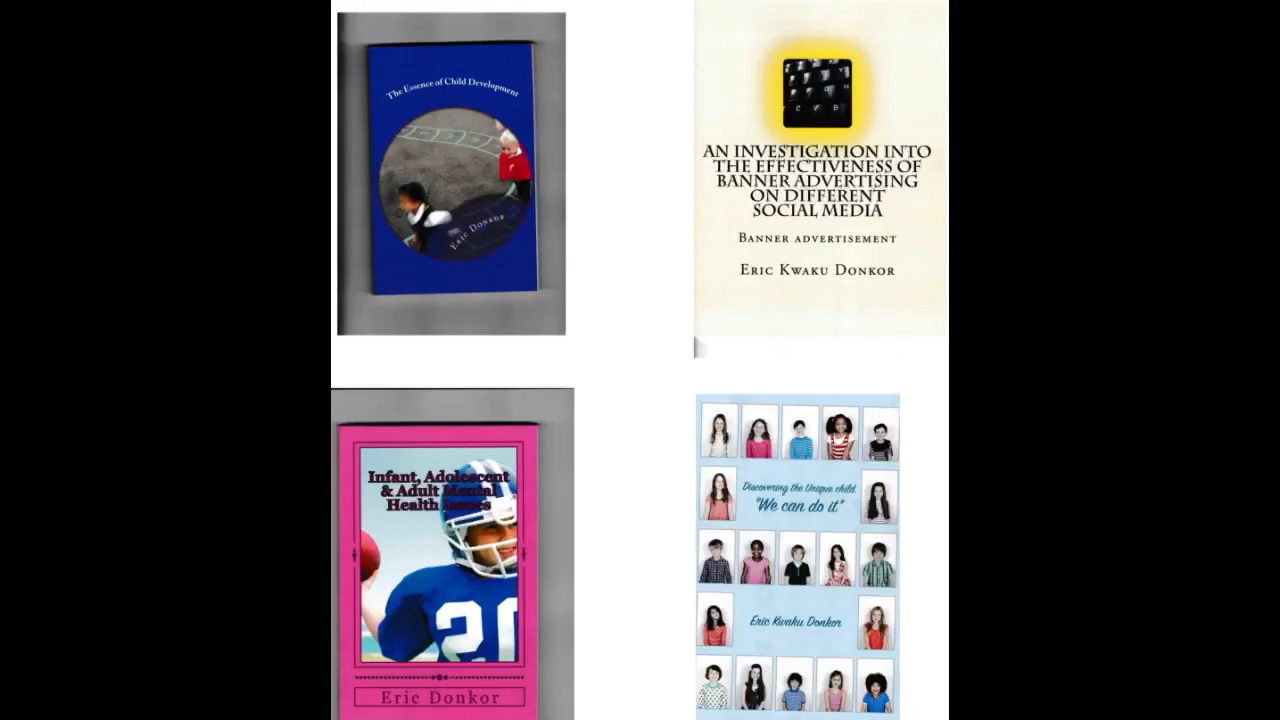 The Essence of Child Development
Eric Donkor
AN INVESTIGATION INTO
THE EFFECTIVENESS OF
BANNER ADVERTISING
ON DIFFERENT
SOCIAL MEDIA
Banner advertisement
Eric Kwaku Donkor
Infant, Adolescent
& Adult Mental
Health Issues
20
Eric Donkor
Discovering the Unique child
"We can do it"
Eric Kwaku Donkor